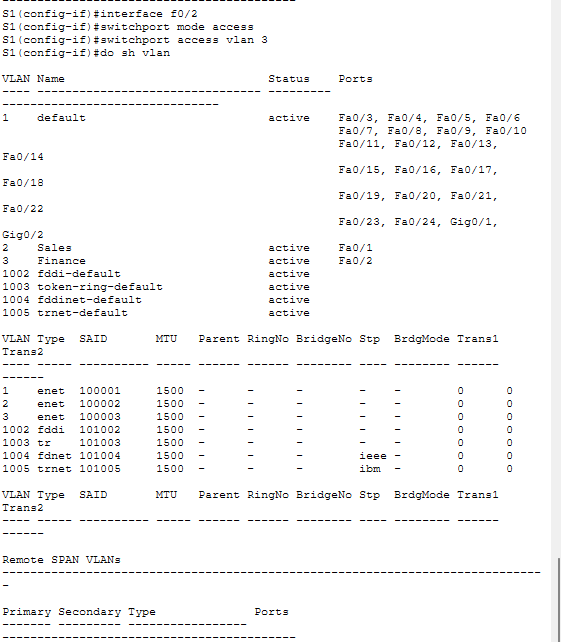 S1(config-if)#interface f0/2
S1(config-if)#switchport mode access
S1(config-if)#switchport access vlan 3
S1(config-if)#do sh vlan

VLAN Name                             Status    Ports
---- -------------------------------- ---------
-------------------------------
1    default                          active    Fa0/3, Fa0/4, Fa0/5, Fa0/6
                                                Fa0/7, Fa0/8, Fa0/9, Fa0/10
                                                Fa0/11, Fa0/12, Fa0/13,
Fa0/14
                                                Fa0/15, Fa0/16, Fa0/17,
Fa0/18
                                                Fa0/19, Fa0/20, Fa0/21,
Fa0/22
                                                Fa0/23, Fa0/24, Gig0/1,
Gig0/2
2    Sales                            active    Fa0/1
3    Finance                          active    Fa0/2
1002 fddi-default                     active
1003 token-ring-default               active
1004 fddinet-default                  active
1005 trnet-default                    active

VLAN Type  SAID       MTU   Parent RingNo BridgeNo Stp  BrdgMode Trans1
Trans2
---- ----- ---------- ----- ------ ------ -------- ---- -------- ------
------
1    enet  100001     1500  -      -      -        -    -        0      0
2    enet  100002     1500  -      -      -        -    -        0      0
3    enet  100003     1500  -      -      -        -    -        0      0
1002 fddi  101002     1500  -      -      -        -    -        0      0
1003 tr    101003     1500  -      -      -        -    -        0      0
1004 fdnet 101004     1500  -      -      -        ieee -        0      0
1005 trnet 101005     1500  -      -      -        ibm  -        0      0

VLAN Type  SAID       MTU   Parent RingNo BridgeNo Stp  BrdgMode Trans1
Trans2
---- ----- ---------- ----- ------ ------ -------- ---- -------- ------
------

Remote SPAN VLANs
-----------------------------------------------------------------------------
-

Primary Secondary Type              Ports
------- --------- -----------------
------------------------------------------